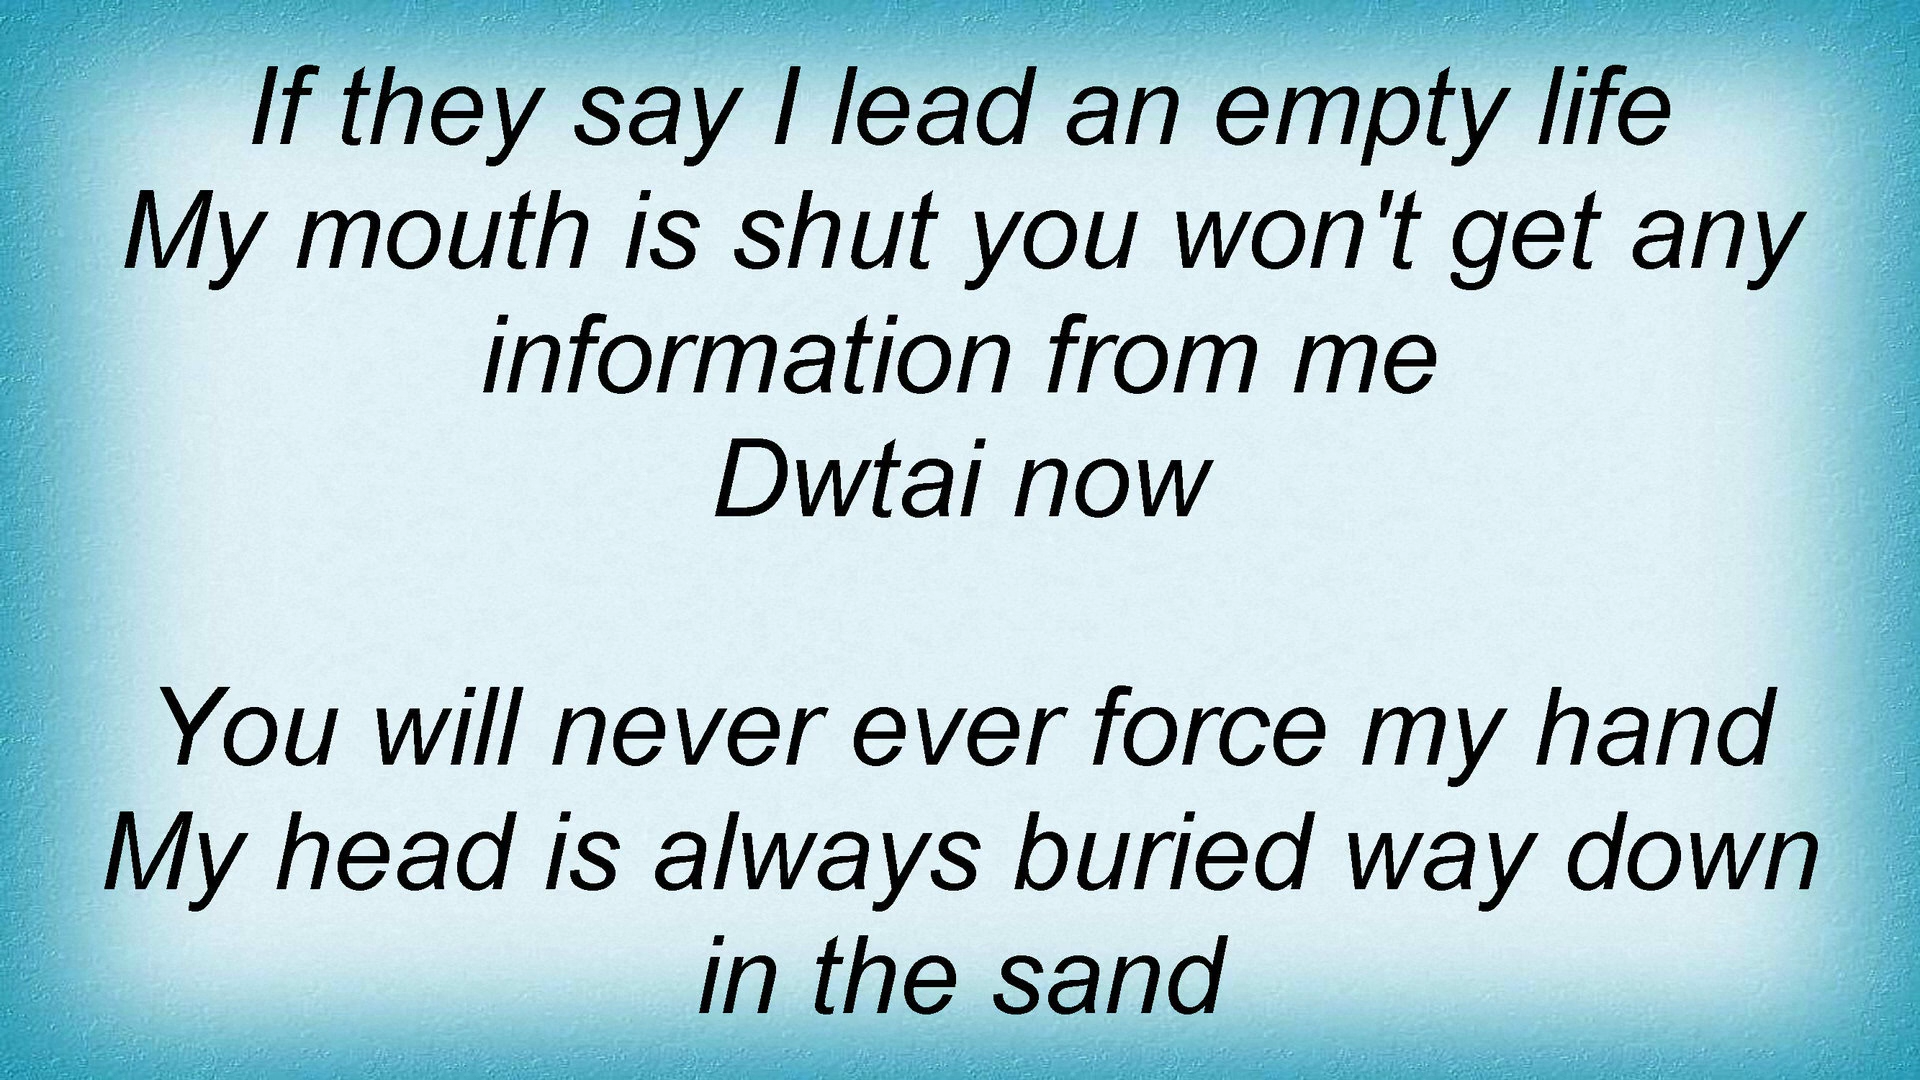 If they say I lead an empty life
My mouth is shut you won't get any
information from me
Dwtai now
You will never ever force my hand
My head is always buried way down
in the sand